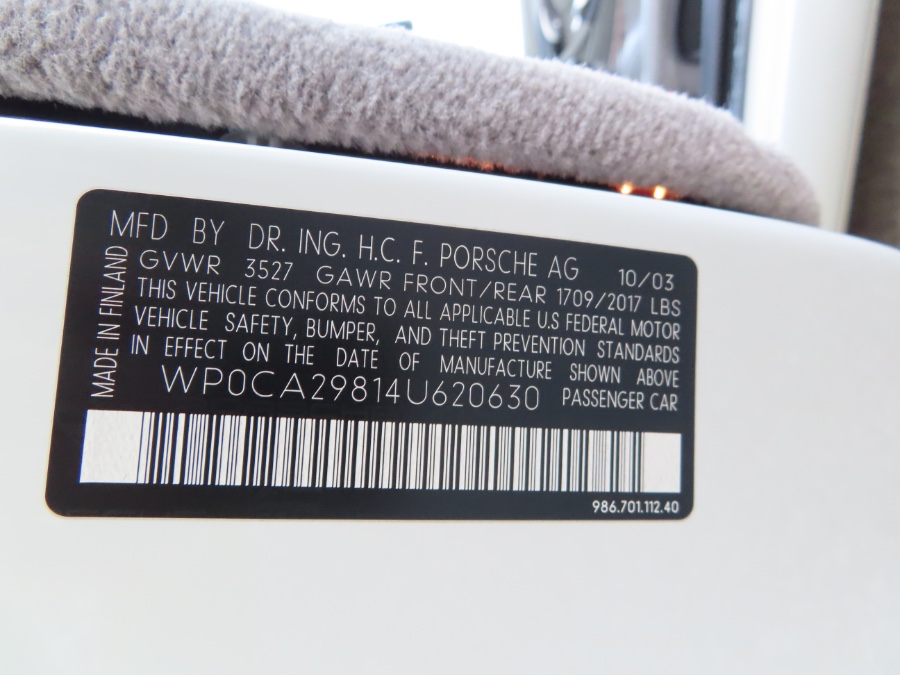 MFD BY DR. ING. H.C. F. PORSCHE AG 10/03
GVWR 3527 GAWR FRONT/REAR 1709/2017 LBS
THIS VEHICLE CONFORMS TO ALL APPLICABLE U.S FEDERAL MOTOR
VEHICLE SAFETY, BUMPER, AND THEFT PREVENTION STANDARDS
IN EFFECT ON THE DATE OF MANUFACTURE SHOWN ABOVE
WP0CA29814U620630 PASSENGER CAR
MADE IN FINLAND
986.701.112.40